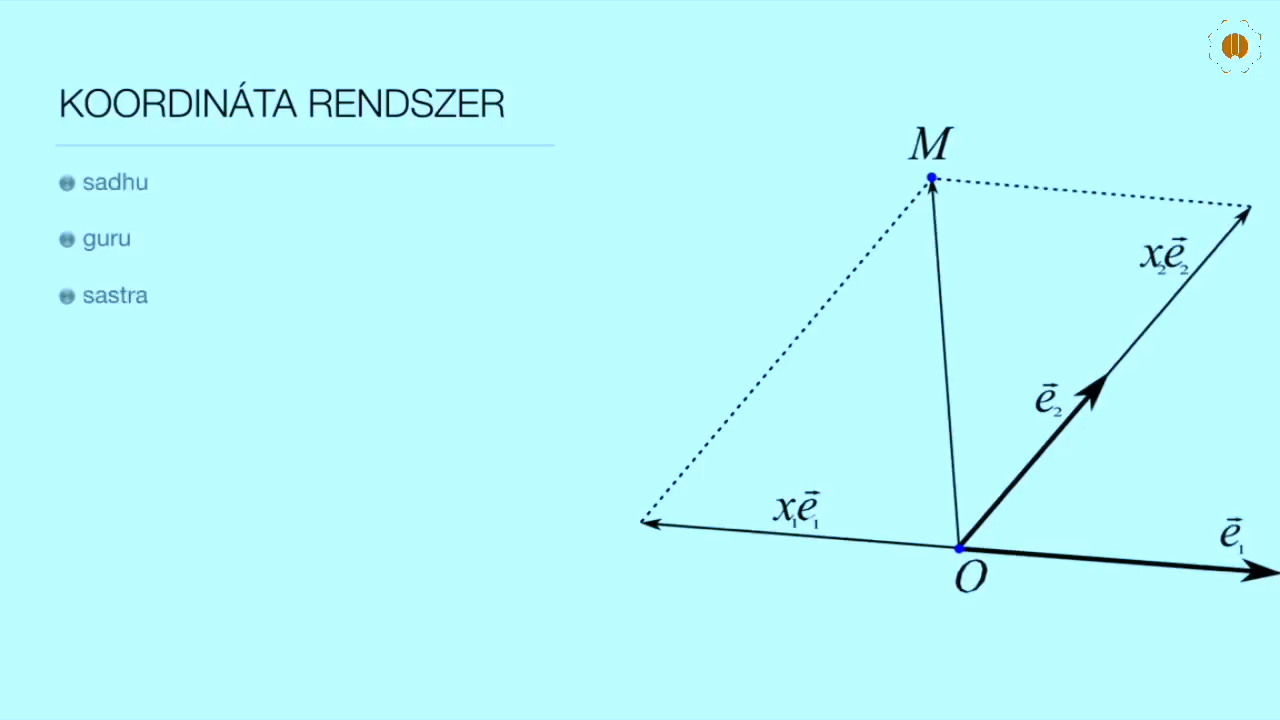 KOORDINÁTA RENDSZER
sadhu
guru
sastra
M
x₂e⃗₂
e⃗₂
x₁e⃗₁
e⃗₁
O